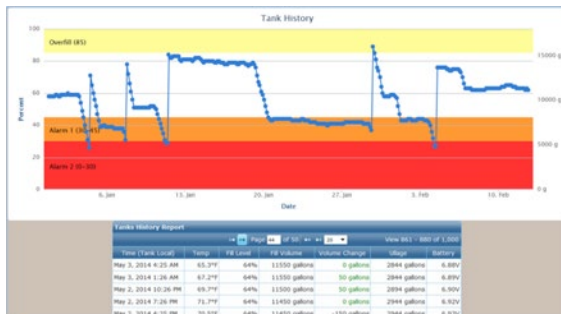 Tank History
100
Overfill (85)
80
60
40
20
0
Percent
Alarm 1 (30-45)
Alarm 2 (0-30)
15000 g
10000 g
5000 g
0 g
6. Jan
13. Jan
20. Jan
27. Jan
3. Feb
10. Feb
Date
Tanks History Report
Page 44 of 50 20 View 861 - 880 of 1,000
Time (Tank Local) Temp Fill Level Fill Volume Volume Change Ullage Battery
May 3, 2014 4:25 AM 65.3°F 64% 11550 gallons 0 gallons 2844 gallons 6.88V
May 3, 2014 1:26 AM 67.2°F 64% 11550 gallons 50 gallons 2844 gallons 6.89V
May 2, 2014 10:26 PM 69.7°F 64% 11500 gallons 50 gallons 2894 gallons 6.90V
May 2, 2014 7:26 PM 71.7°F 64% 11450 gallons 0 gallons 2944 gallons 6.92V